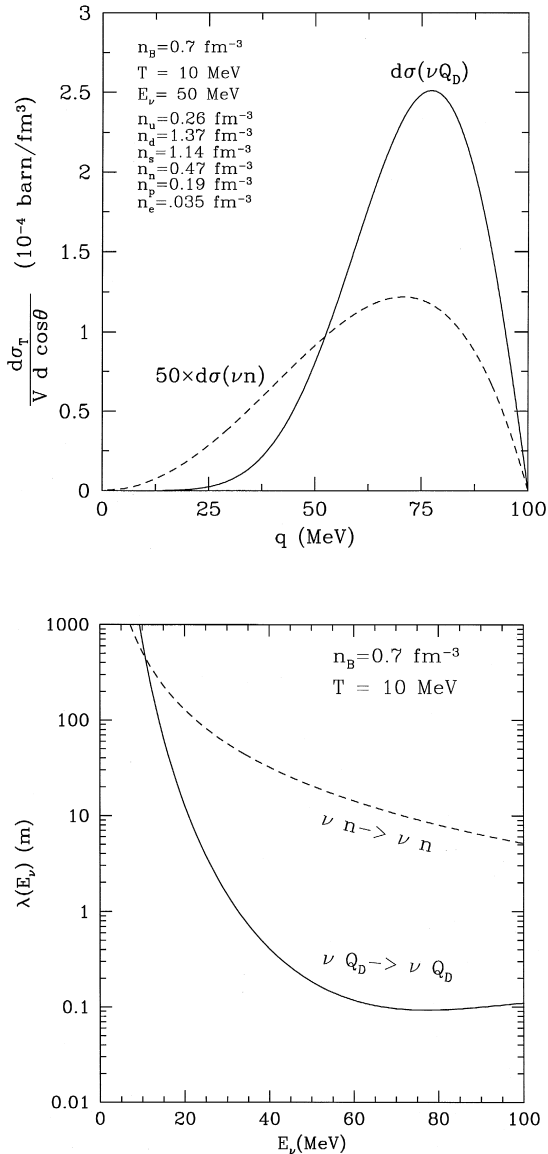 3
2.5
2
1.5
1
0.5
0
0 25 50 75 100
q (MeV)
dσ_T
V d cosθ
(10⁻⁴ barn/fm³)
n_B=0.7 fm⁻³
T = 10 MeV
E_ν= 50 MeV
n_u=0.26 fm⁻³
n_d=1.37 fm⁻³
n_s=1.14 fm⁻³
n_n=0.47 fm⁻³
n_p=0.19 fm⁻³
n_e=.035 fm⁻³
dσ(νQ_D)
50×dσ(νn)
1000
100
10
1
0.1
0.01
0 20 40 60 80 100
E_ν(MeV)
λ(E_ν) (m)
n_B=0.7 fm⁻³
T = 10 MeV
ν n−> ν n
ν Q_D−> ν Q_D